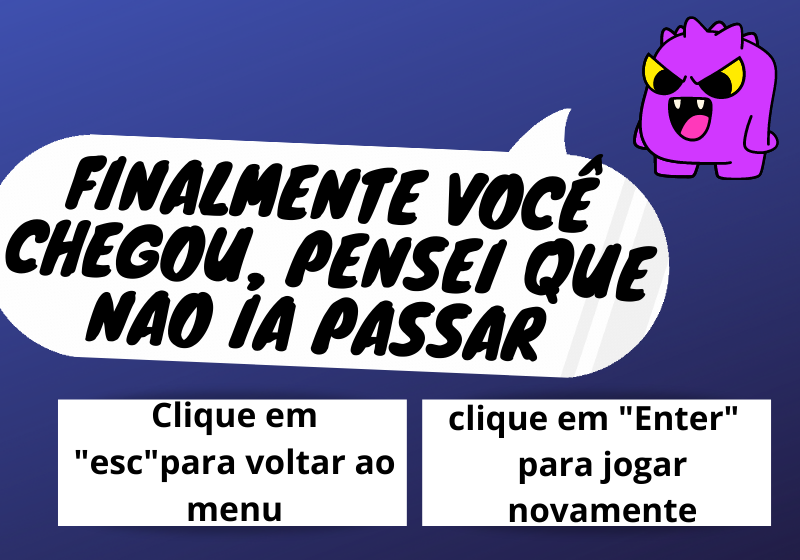 FINALMENTE VOCÊ
CHEGOU, PENSEI QUE
NAO IA PASSAR
Clique em
"esc"para voltar ao
menu
clique em "Enter"
para jogar
novamente